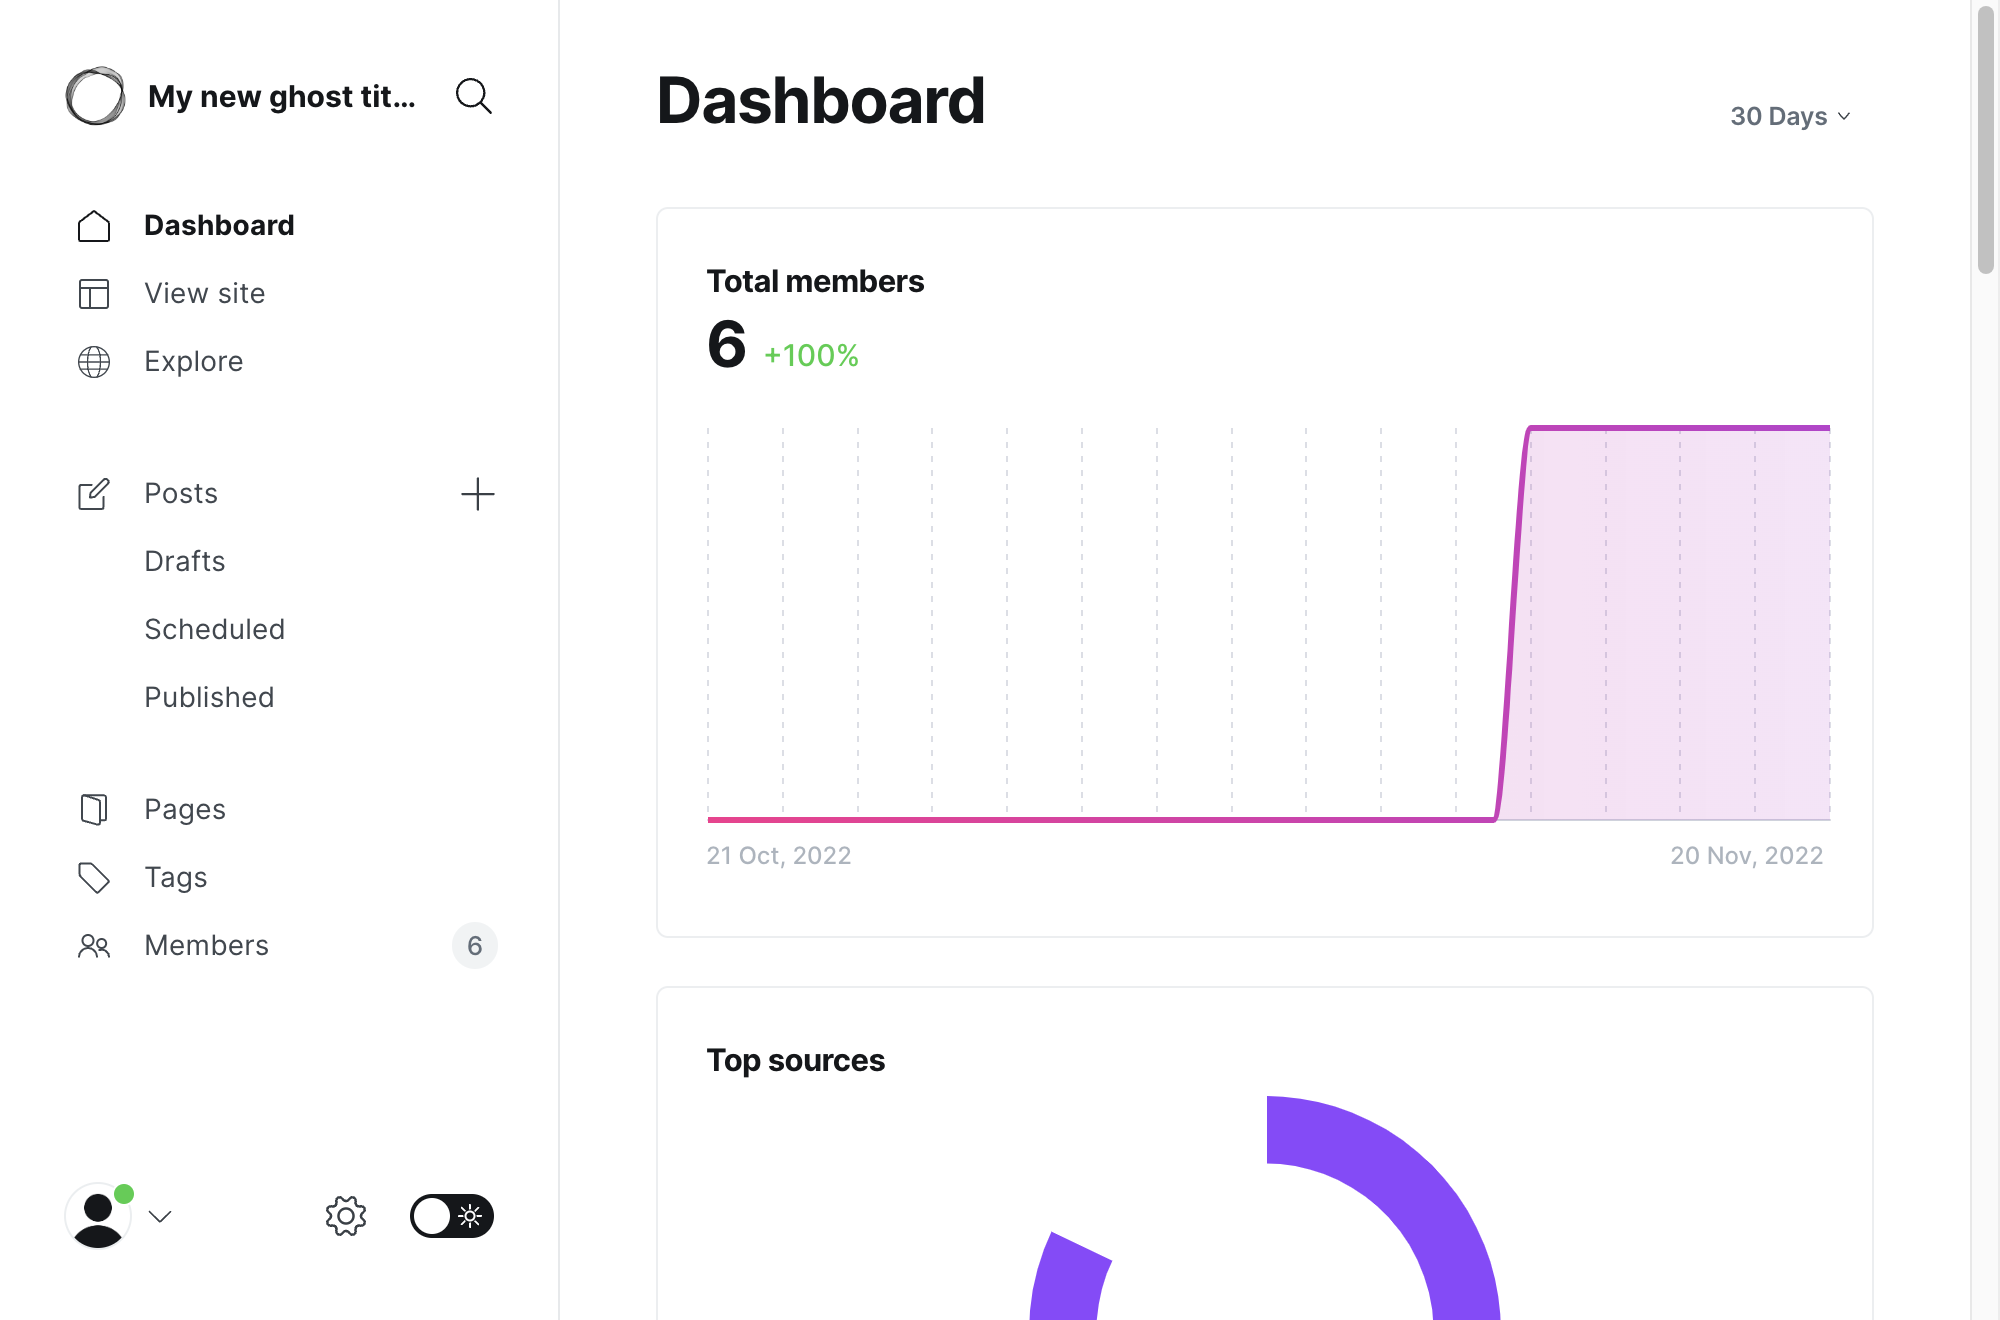 My new ghost tit...
Dashboard
View site
Explore
Posts
Drafts
Scheduled
Published
Pages
Tags
Members 6
Dashboard
30 Days
Total members
6 +100%
21 Oct, 2022 20 Nov, 2022
Top sources